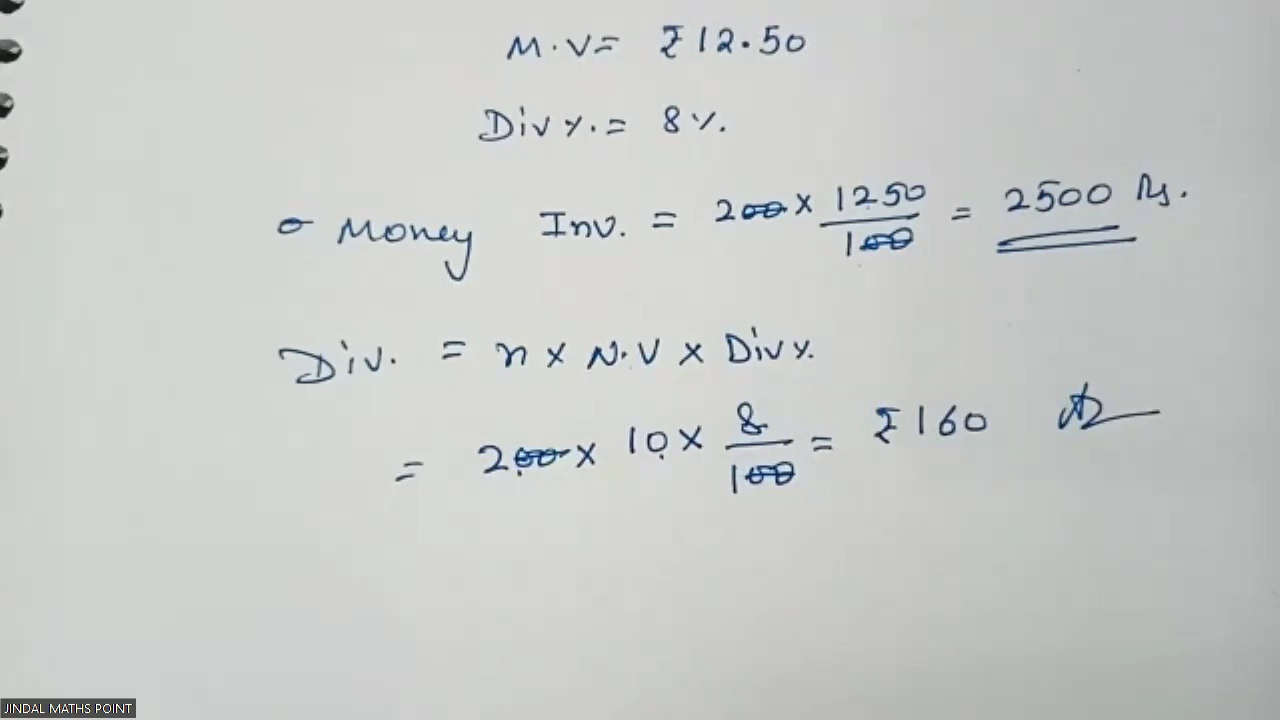 M.V = ₹12.50
Div %. = 8 %.
Money Inv. = 200 × 1250/100 = 2500 Rs.
Div. = n × N.V × Div %.
= 200 × 10 × 8/100 = ₹160
JINDAL MATHS POINT